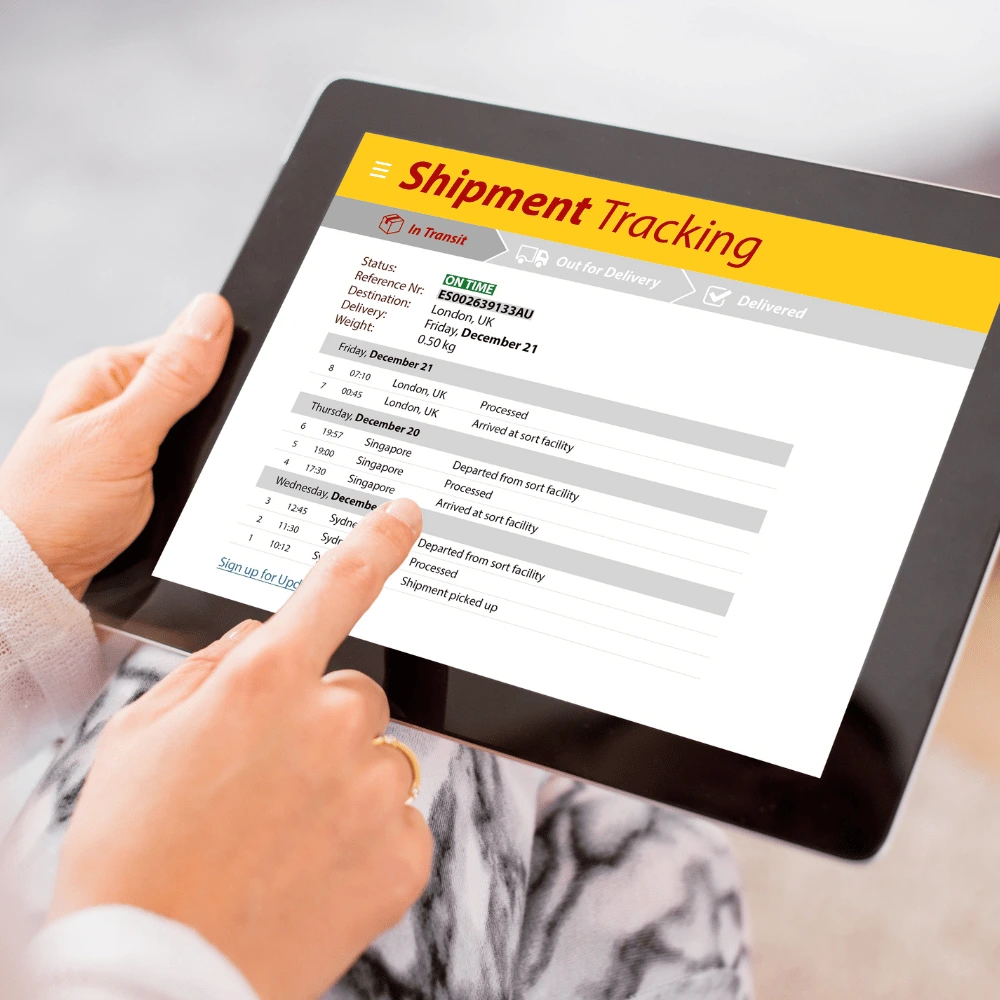 Shipment Tracking
In Transit
Out for Delivery
Delivered
Status: ON TIME
Reference Nr: ES002639133AU
Destination: London, UK
Delivery: Friday, December 21
Weight: 0.50 kg
Friday, December 21
8 07:10 London, UK Processed
7 00:45 London, UK Arrived at sort facility
Thursday, December 20
6 19:57 Singapore Departed from sort facility
5 19:00 Singapore Processed
4 17:30 Singapore Arrived at sort facility
Wednesday,
3 12:45 Departed from sort facility
2 11:30 Processed
1 10:12 Shipment picked up
Sign up for